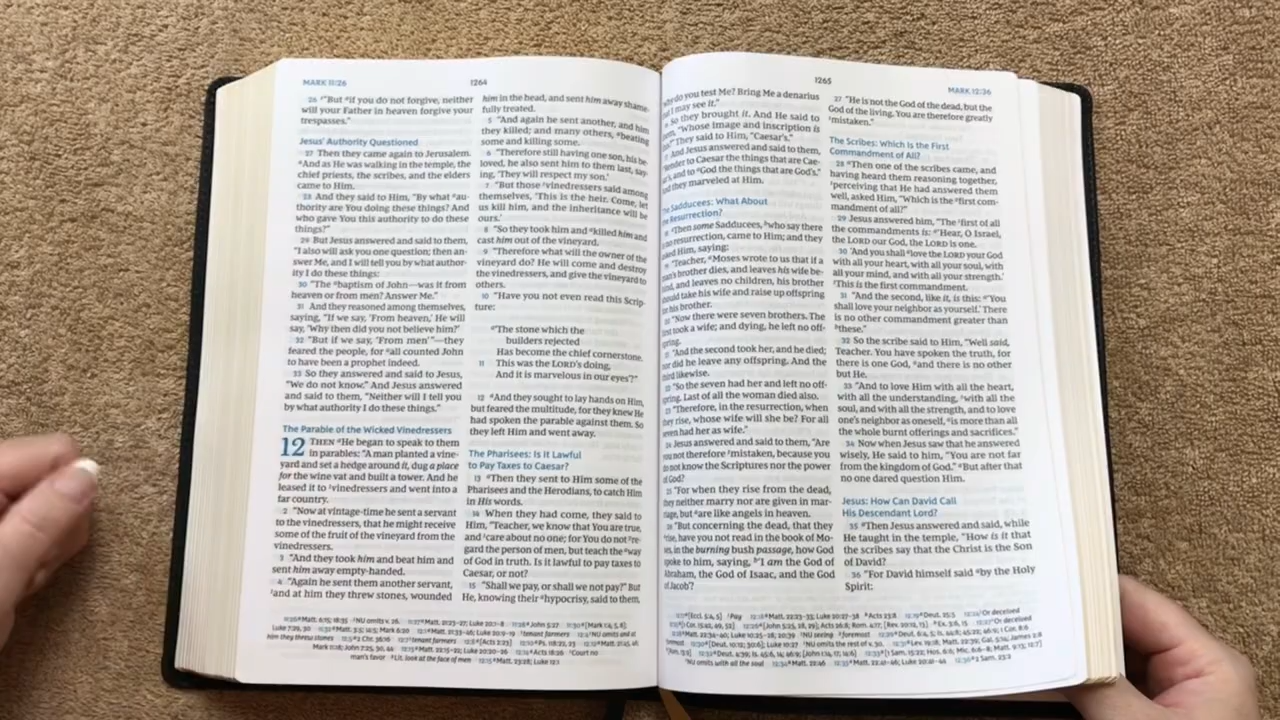 MARK 11:26
1264
26 "But if you do not forgive, neither
will your Father in heaven forgive your
trespasses."
Jesus' Authority Questioned
27 Then they came again to Jerusalem.
And as He was walking in the temple, the
chief priests, the scribes, and the elders
came to Him.
28 And they said to Him, "By what au-
thority are You doing these things? And
who gave You this authority to do these
things?"
29 But Jesus answered and said to them,
"I also will ask you one question; then an-
swer Me, and I will tell you by what author-
ity I do these things:
30 "The baptism of John—was it from
heaven or from men? Answer Me."
31 And they reasoned among themselves,
saying, "If we say, 'From heaven,' He will
say, 'Why then did you not believe him?'
32 "But if we say, 'From men'"—they
feared the people, for all counted John
to have been a prophet indeed.
33 So they answered and said to Jesus,
"We do not know." And Jesus answered
and said to them, "Neither will I tell you
by what authority I do these things."
The Parable of the Wicked Vinedressers
12 THEN He began to speak to them
in parables: "A man planted a vine-
yard and set a hedge around it, dug a place
for the wine vat and built a tower. And he
leased it to vinedressers and went into a
far country.
2 "Now at vintage-time he sent a servant
to the vinedressers, that he might receive
some of the fruit of the vineyard from the
vinedressers.
3 "And they took him and beat him and
sent him away empty-handed.
4 "Again he sent them another servant,
and at him they threw stones, wounded
him in the head, and sent him away shame-
fully treated.
5 "And again he sent another, and him
they killed; and many others, beating
some and killing some.
6 "Therefore still having one son, his be-
loved, he also sent him to them last, say-
ing, 'They will respect my son.'
7 "But those vinedressers said among
themselves, 'This is the heir. Come, let
us kill him, and the inheritance will be
ours.'
8 "So they took him and killed him and
cast him out of the vineyard.
9 "Therefore what will the owner of the
vineyard do? He will come and destroy
the vinedressers, and give the vineyard to
others.
10 "Have you not even read this Scrip-
ture:
'The stone which the
builders rejected
Has become the chief cornerstone.
11 This was the LORD's doing,
And it is marvelous in our eyes'?"
12 And they sought to lay hands on Him,
but feared the multitude, for they knew He
had spoken the parable against them. So
they left Him and went away.
The Pharisees: Is it Lawful
to Pay Taxes to Caesar?
13 Then they sent to Him some of the
Pharisees and the Herodians, to catch Him
in His words.
14 When they had come, they said to
Him, "Teacher, we know that You are true,
and care about no one; for You do not re-
gard the person of men, but teach the way
of God in truth. Is it lawful to pay taxes to
Caesar, or not?
15 "Shall we pay, or shall we not pay?" But
He, knowing their hypocrisy, said to them,
1265
MARK 12:36
do you test Me? Bring Me a denarius
I may see it."
So they brought it. And He said to
"Whose image and inscription is
They said to Him, "Caesar's."
And Jesus answered and said to them,
to Caesar the things that are Cae-
and to God the things that are God's."
they marveled at Him.
Sadducees: What About
Resurrection?
Then some Sadducees, who say there
no resurrection, came to Him; and they
Him, saying:
"Teacher, Moses wrote to us that if a
brother dies, and leaves his wife be-
and leaves no children, his brother
should take his wife and raise up offspring
for his brother.
"Now there were seven brothers. The
took a wife; and dying, he left no off-
spring.
"And the second took her, and he died;
did he leave any offspring. And the
likewise.
"So the seven had her and left no off-
spring. Last of all the woman died also.
"Therefore, in the resurrection, when
they rise, whose wife will she be? For all
seven had her as wife."
Jesus answered and said to them, "Are
you not therefore mistaken, because you
do not know the Scriptures nor the power
of God?
"For when they rise from the dead,
they neither marry nor are given in mar-
riage, but are like angels in heaven.
"But concerning the dead, that they
rise, have you not read in the book of Mo-
in the burning bush passage, how God
spoke to him, saying, 'I am the God of
Abraham, the God of Isaac, and the God
of Jacob'?
27 "He is not the God of the dead, but the
God of the living. You are therefore greatly
mistaken."
The Scribes: Which Is the First
Commandment of All?
28 Then one of the scribes came, and
having heard them reasoning together,
perceiving that He had answered them
well, asked Him, "Which is the first com-
mandment of all?"
29 Jesus answered him, "The first of all
the commandments is: 'Hear, O Israel,
the LORD our God, the LORD is one.
30 'And you shall love the LORD your God
with all your heart, with all your soul, with
all your mind, and with all your strength.'
This is the first commandment.
31 "And the second, like it, is this: 'You
shall love your neighbor as yourself.' There
is no other commandment greater than
these."
32 So the scribe said to Him, "Well said,
Teacher. You have spoken the truth, for
there is one God, and there is no other
but He.
33 "And to love Him with all the heart,
with all the understanding, with all the
soul, and with all the strength, and to love
one's neighbor as oneself, is more than all
the whole burnt offerings and sacrifices."
34 Now when Jesus saw that he answered
wisely, He said to him, "You are not far
from the kingdom of God." But after that
no one dared question Him.
Jesus: How Can David Call
His Descendant Lord?
35 Then Jesus answered and said, while
He taught in the temple, "How is it that
the scribes say that the Christ is the Son
of David?
36 "For David himself said by the Holy
Spirit: